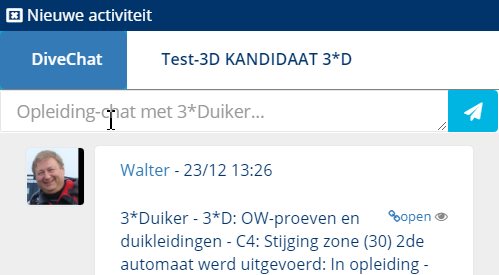 Nieuwe activiteit
DiveChat Test-3D KANDIDAAT 3*D
Opleiding-chat met 3*Duiker...
Walter - 23/12 13:26
3*Duiker - 3*D: OW-proeven en open
duikleidingen - C4: Stijging zone (30) 2de
automaat werd uitgevoerd: In opleiding -